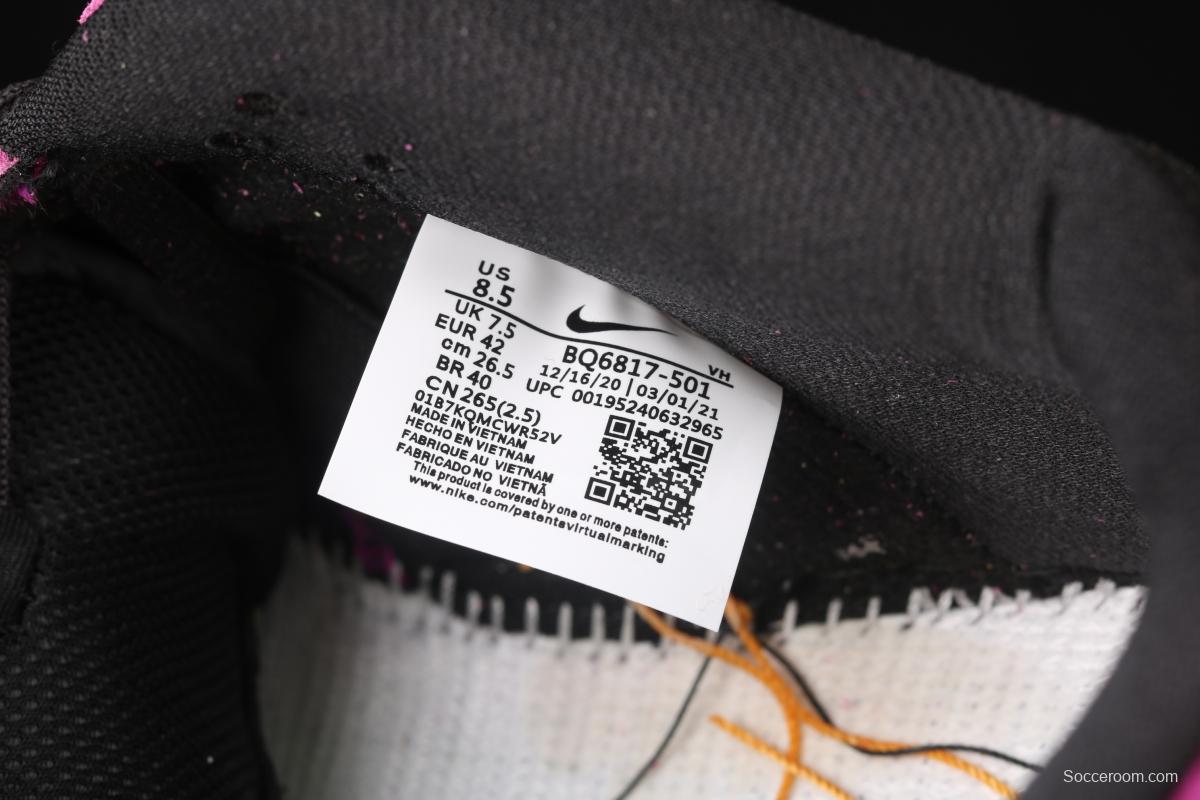 US
8.5
UK 7.5
EUR 42
cm 26.5
BR 40
CN 265(2.5)
01B7KQMCWR52V
MADE IN VIETNAM
HECHO EN VIETNAM
FABRIQUE AU VIETNAM
FABRICADO NO VIETNÃ
This product is covered by one or more patents:
www.nike.com/patentavirtualmarking
VH
BQ6817-501
12/16/20 | 03/01/21
UPC 00195240632965
Socceroom.com